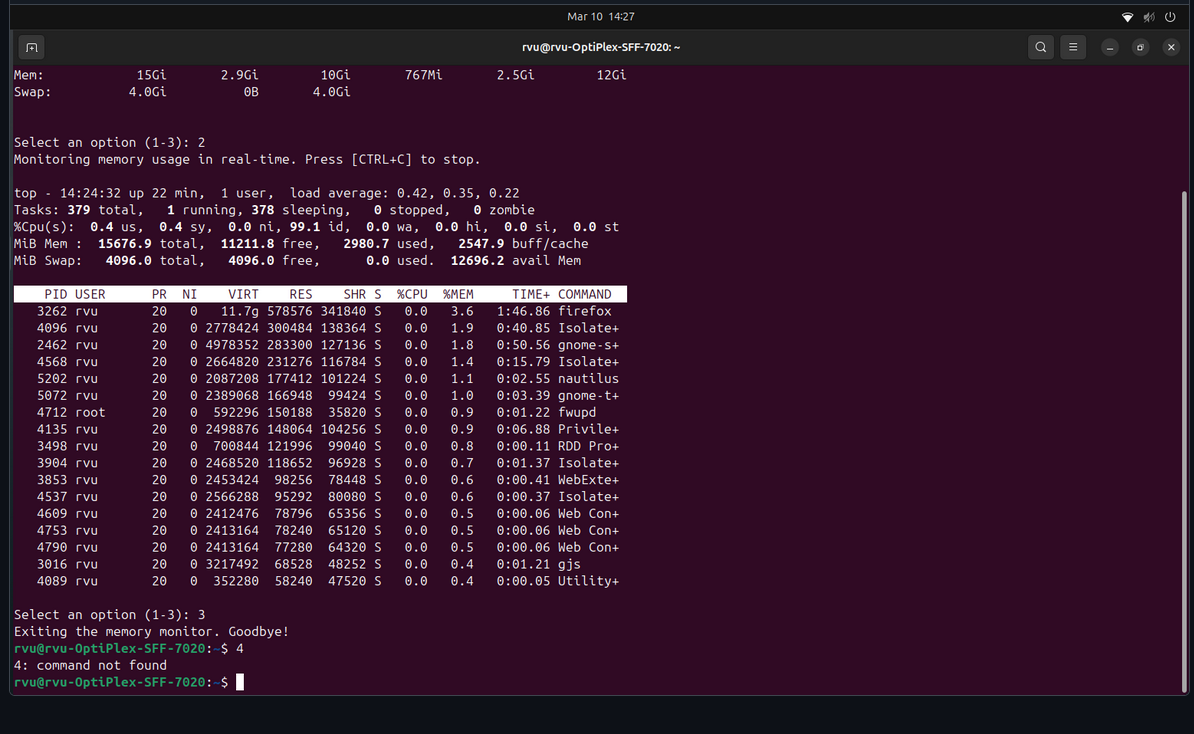 Mar 10 14:27
rvu@rvu-OptiPlex-SFF-7020: ~
Mem: 15Gi 2.9Gi 10Gi 767Mi 2.5Gi 12Gi
Swap: 4.0Gi 0B 4.0Gi
Select an option (1-3): 2
Monitoring memory usage in real-time. Press [CTRL+C] to stop.
top - 14:24:32 up 22 min, 1 user, load average: 0.42, 0.35, 0.22
Tasks: 379 total, 1 running, 378 sleeping, 0 stopped, 0 zombie
%Cpu(s): 0.4 us, 0.4 sy, 0.0 ni, 99.1 id, 0.0 wa, 0.0 hi, 0.0 si, 0.0 st
MiB Mem : 15676.9 total, 11211.8 free, 2980.7 used, 2547.9 buff/cache
MiB Swap: 4096.0 total, 4096.0 free, 0.0 used. 12696.2 avail Mem
PID USER PR NI VIRT RES SHR S %CPU %MEM TIME+ COMMAND
3262 rvu 20 0 11.7g 578576 341840 S 0.0 3.6 1:46.86 firefox
4096 rvu 20 0 2778424 300484 138364 S 0.0 1.9 0:40.85 Isolate+
2462 rvu 20 0 4978352 283300 127136 S 0.0 1.8 0:50.56 gnome-s+
4568 rvu 20 0 2664820 231276 116784 S 0.0 1.4 0:15.79 Isolate+
5202 rvu 20 0 2087208 177412 101224 S 0.0 1.1 0:02.55 nautilus
5072 rvu 20 0 2389068 166948 99424 S 0.0 1.0 0:03.39 gnome-t+
4712 root 20 0 592296 150188 35820 S 0.0 0.9 0:01.22 fwupd
4135 rvu 20 0 2498876 148064 104256 S 0.0 0.9 0:06.88 Privile+
3498 rvu 20 0 700844 121996 99040 S 0.0 0.8 0:00.11 RDD Pro+
3904 rvu 20 0 2468520 118652 96928 S 0.0 0.7 0:01.37 Isolate+
3853 rvu 20 0 2453424 98256 78448 S 0.0 0.6 0:00.41 WebExte+
4537 rvu 20 0 2566288 95292 80080 S 0.0 0.6 0:00.37 Isolate+
4609 rvu 20 0 2412476 78796 65356 S 0.0 0.5 0:00.06 Web Con+
4753 rvu 20 0 2413164 78240 65120 S 0.0 0.5 0:00.06 Web Con+
4790 rvu 20 0 2413164 77280 64320 S 0.0 0.5 0:00.06 Web Con+
3016 rvu 20 0 3217492 68528 48252 S 0.0 0.4 0:01.21 gjs
4089 rvu 20 0 352280 58240 47520 S 0.0 0.4 0:00.05 Utility+
Select an option (1-3): 3
Exiting the memory monitor. Goodbye!
rvu@rvu-OptiPlex-SFF-7020:~$ 4
4: command not found
rvu@rvu-OptiPlex-SFF-7020:~$